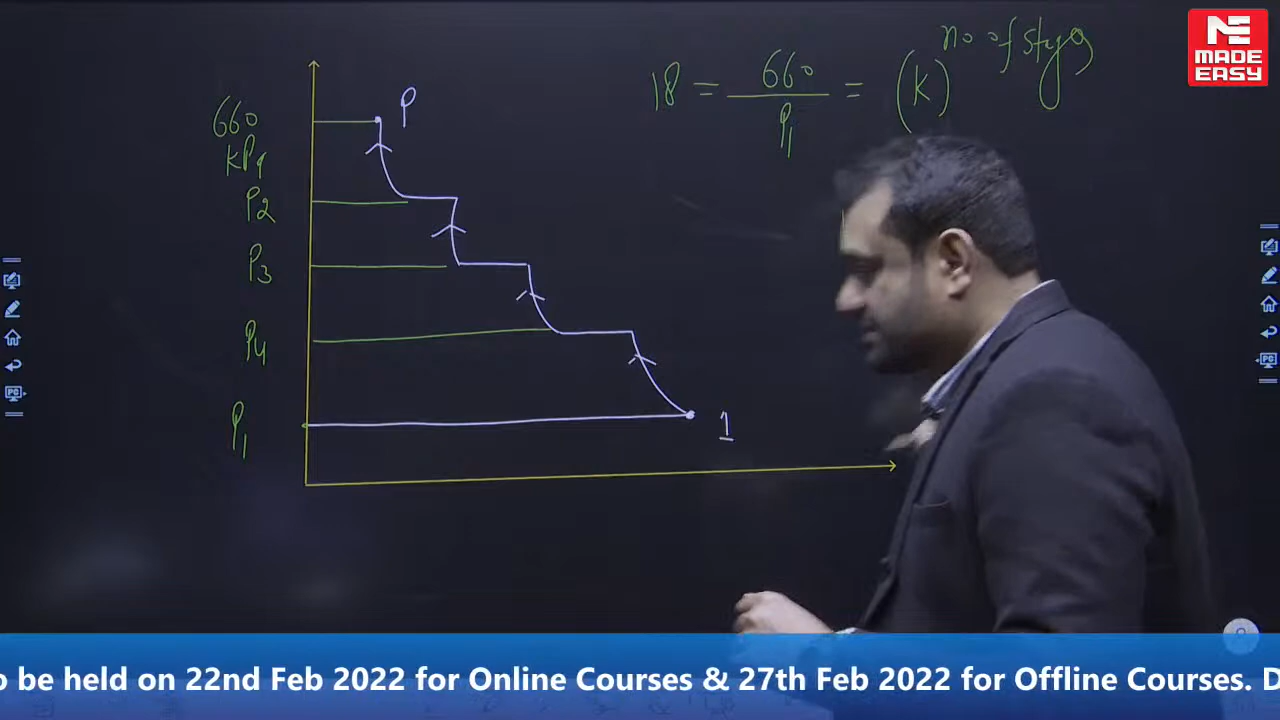 no of stages
18 = 660 / P1 = (K)
MADE
EASY
P
660
kPa
P2
P3
P4
P1
1
o be held on 22nd Feb 2022 for Online Courses & 27th Feb 2022 for Offline Courses. D